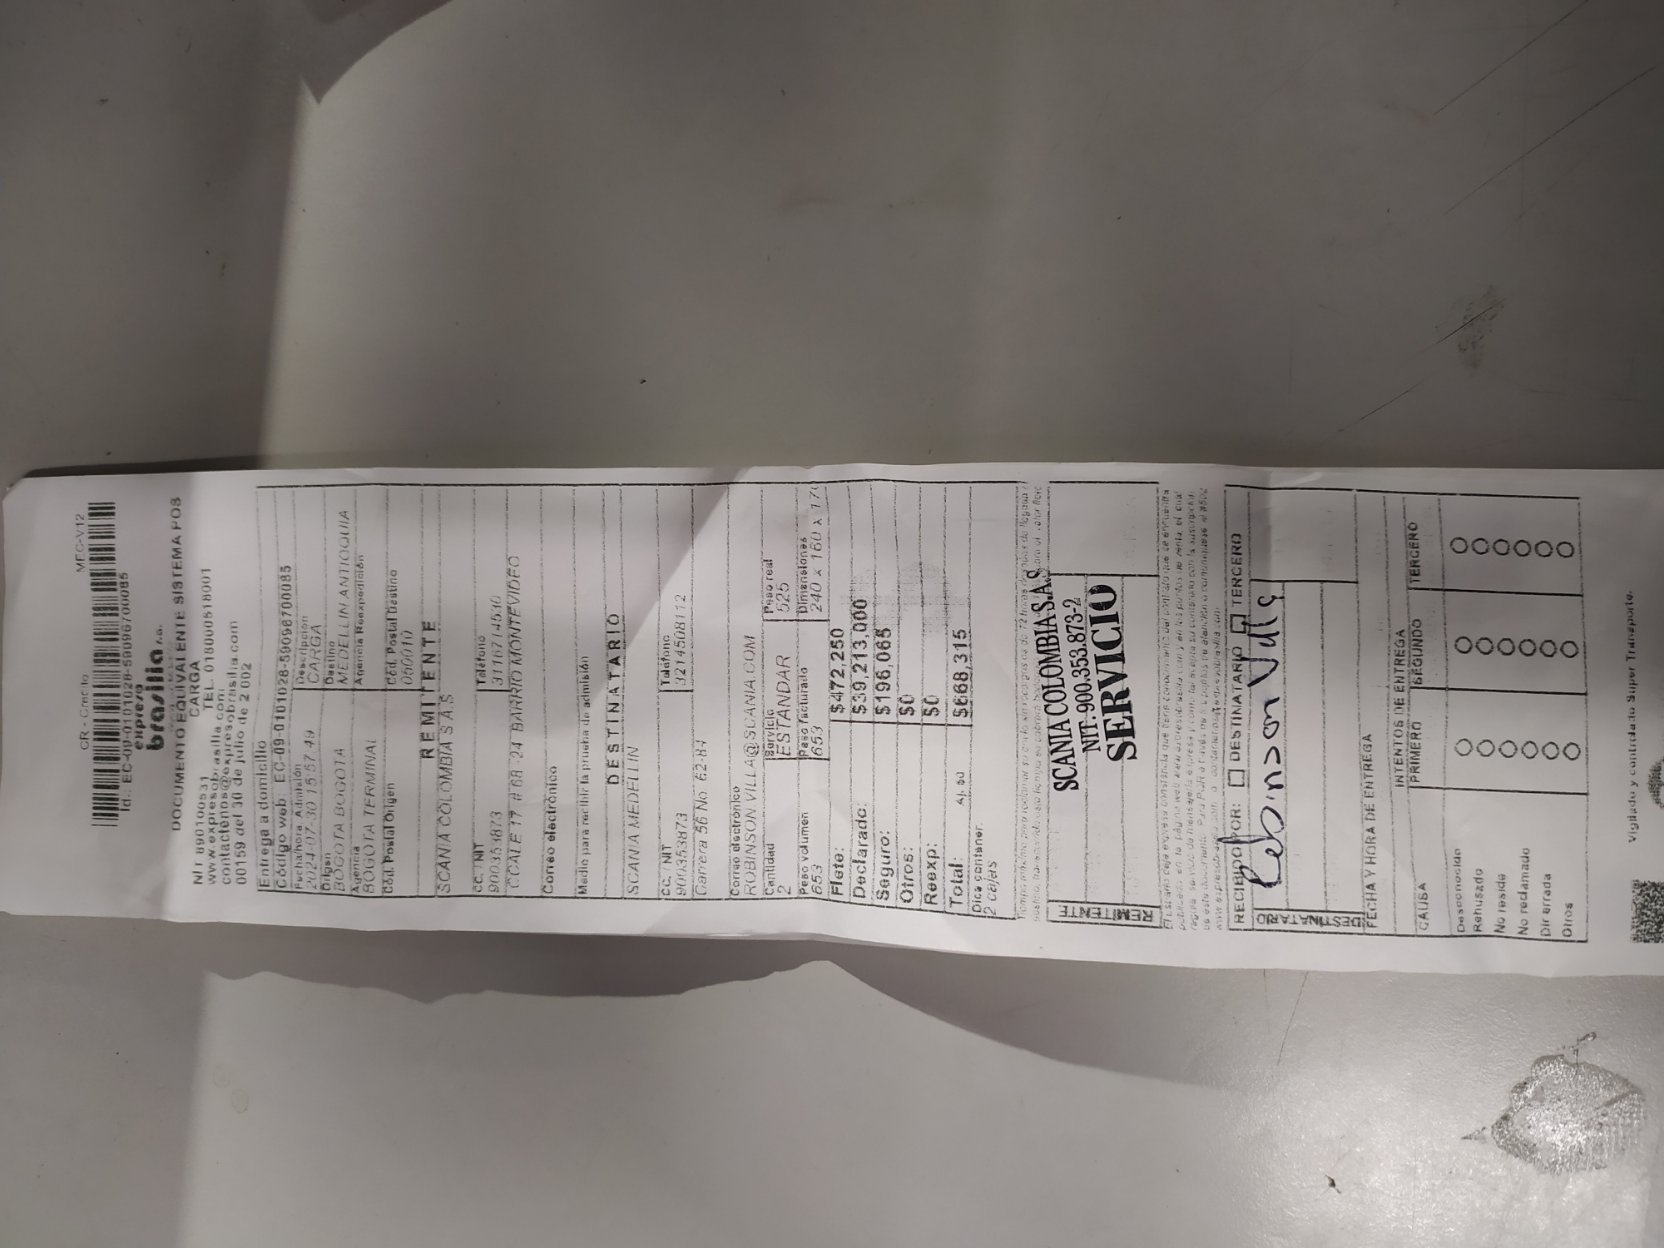 CR - Credito MEC-V12
Id.: EC-09-0101028-59096700085
expreso
brasilia s.a.
DOCUMENTO EQUIVALENTE SISTEMA POS
CARGA
NIT 890100531 TEL. 018000518001
www.expresobrasilia.com
contactenos@expresobrasilia.com
00159 del 30 de julio de 2 002
Entrega a domicilio
Código web: EC-09-0101028-59096700085
Fecha/hora Admisión Descripción
2024-07-30 15:57:49 CARGA
Origen Destino
BOGOTA BOGOTA MEDELLIN ANTIOQUIA
Agencia Agencia Reexpedición
BOGOTA TERMINAL
Cód. Postal Origen Cód. Postal Destino
000010
REMITENTE
SCANIA COLOMBIA S A S
CC. NIT Teléfono
900353873 3116714530
CCALE 17 # 68 - 24 BARRIO MONTEVIDEO
Correo electrónico
Medio para recibir la prueba de admisión
DESTINATARIO
SCANIA MEDELLIN
CC. NIT Teléfono
900353873 3214508112
Carrera 56 No 62-84
Correo electrónico
ROBINSON.VILLA@SCANIA.COM
Cantidad Servicio Peso real
2 ESTANDAR 525
Peso volumen Peso facturado Dimensiones
653 653 240 x 160 x 170
Flete: $472,250
Declarado: $39,213,000
Seguro: $196,065
Otros: $0
Reexp: $0
Total: Aj. 50 $668,315
Dice contener:
2 cajas
REMITENTE
SCANIA COLOMBIA S.A.S
NIT. 900.353.873-2
SERVICIO
REMITENTE
RECIBIDO POR: DESTINATARIO TERCERO
Robinson Villa
DESTINATARIO
DESTINATARIO
FECHA Y HORA DE ENTREGA
INTENTOS DE ENTREGA
CAUSA PRIMERO SEGUNDO TERCERO
Desconocido
Rehusado
No reside
No reclamado
Dir errada
Otros
Vigilado y controlado Super Transporte.